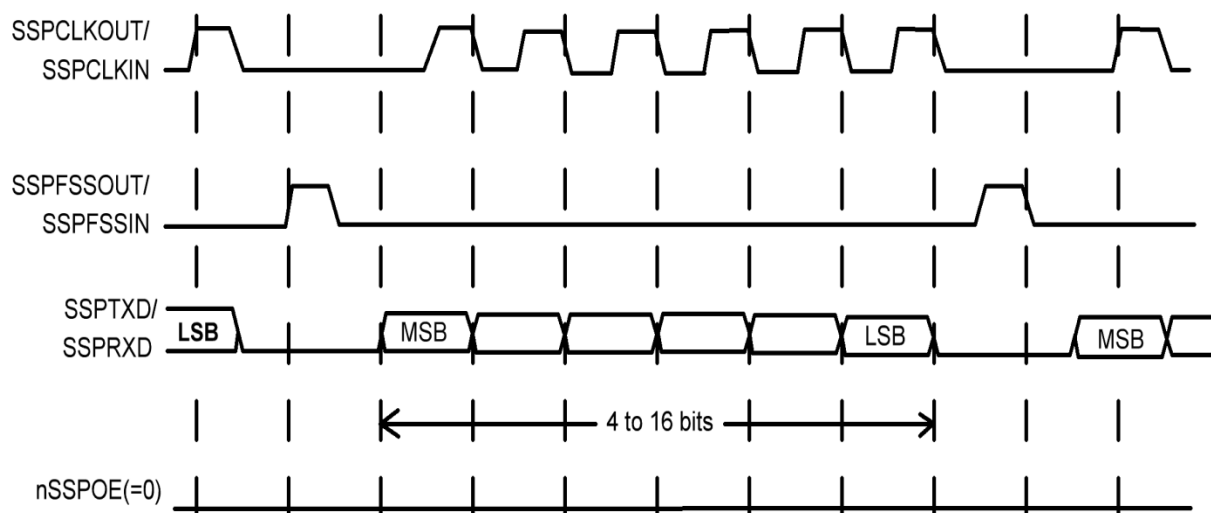 SSPCLKOUT/
SSPCLKIN
SSPFSSOUT/
SSPFSSIN
SSPTXD/
SSPRXD
LSB
MSB
LSB
MSB
4 to 16 bits
nSSPOE(=0)